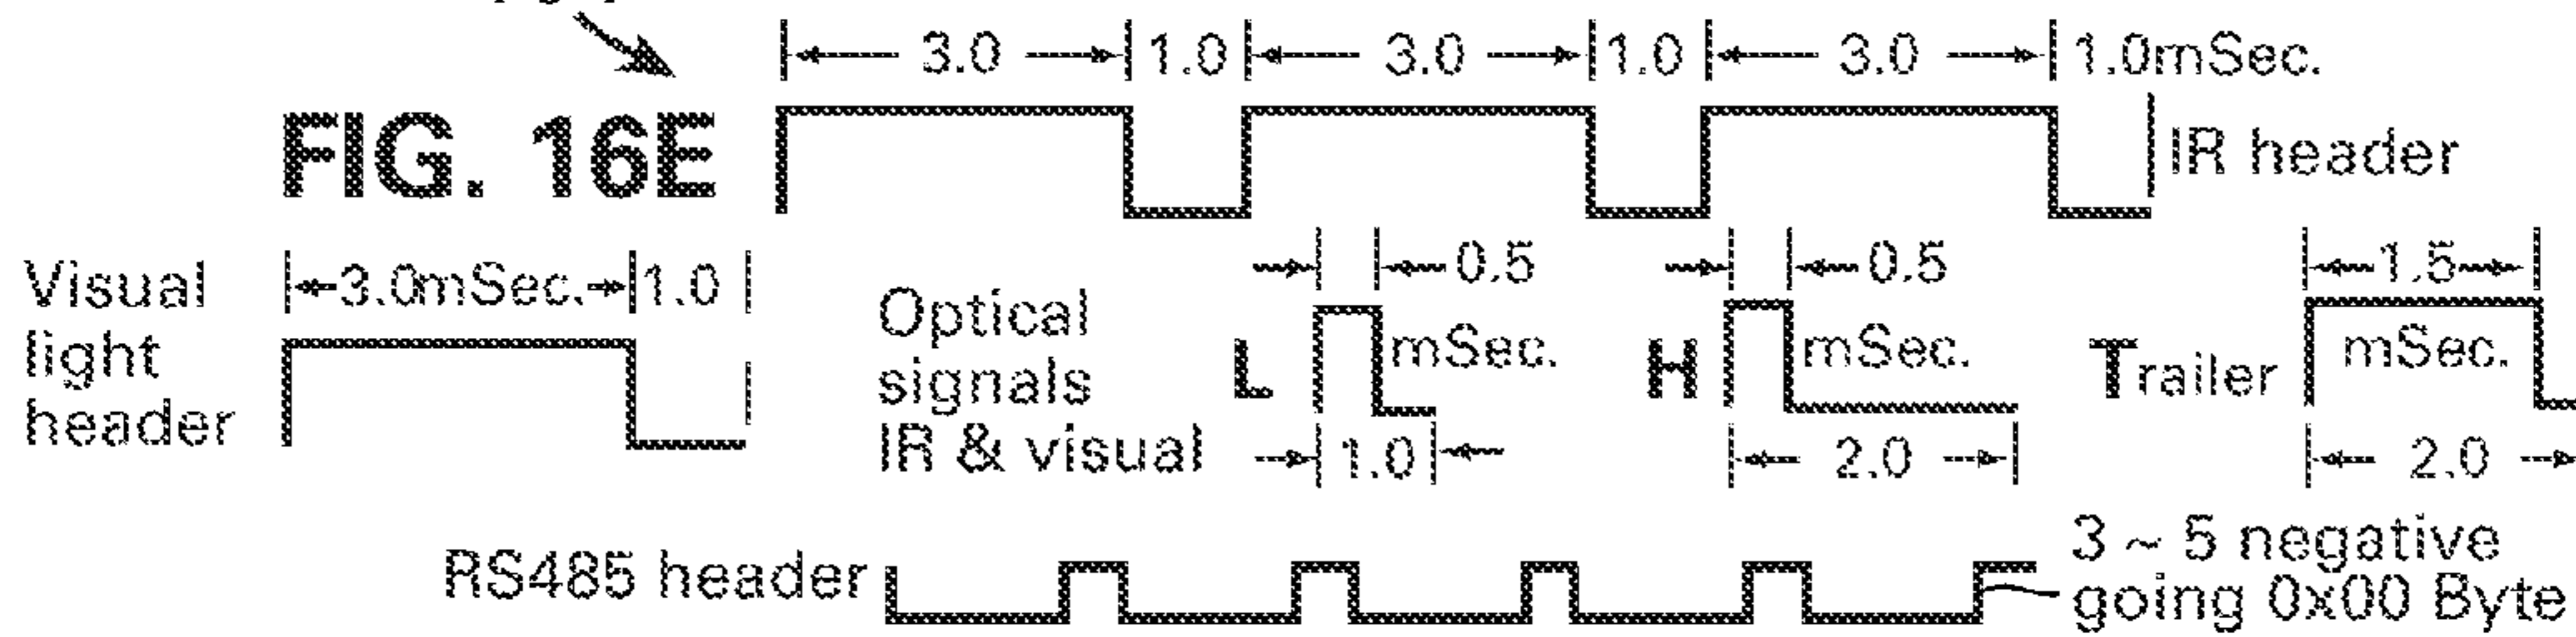 3.0 1.0 3.0 1.0 3.0 1.0mSec.
FIG. 16E
IR header
Visual
light
header
3.0mSec. 1.0
Optical
signals
IR & visual
L
0.5
mSec.
1.0
H
0.5
mSec.
2.0
Trailer
1.5
mSec.
2.0
RS485 header
3 ~ 5 negative
going 0x00 Byte